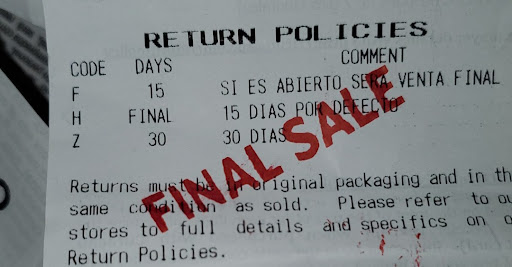 RETURN POLICIES
CODE DAYS COMMENT
F 15 SI ES ABIERTO SERA VENTA FINAL
H FINAL 15 DIAS POR DEFECTO
Z 30 30 DIAS
FINAL SALE
Returns must be in original packaging and in th
same condition as sold. Please refer to ou
stores to full details and specifics on o
Return Policies.